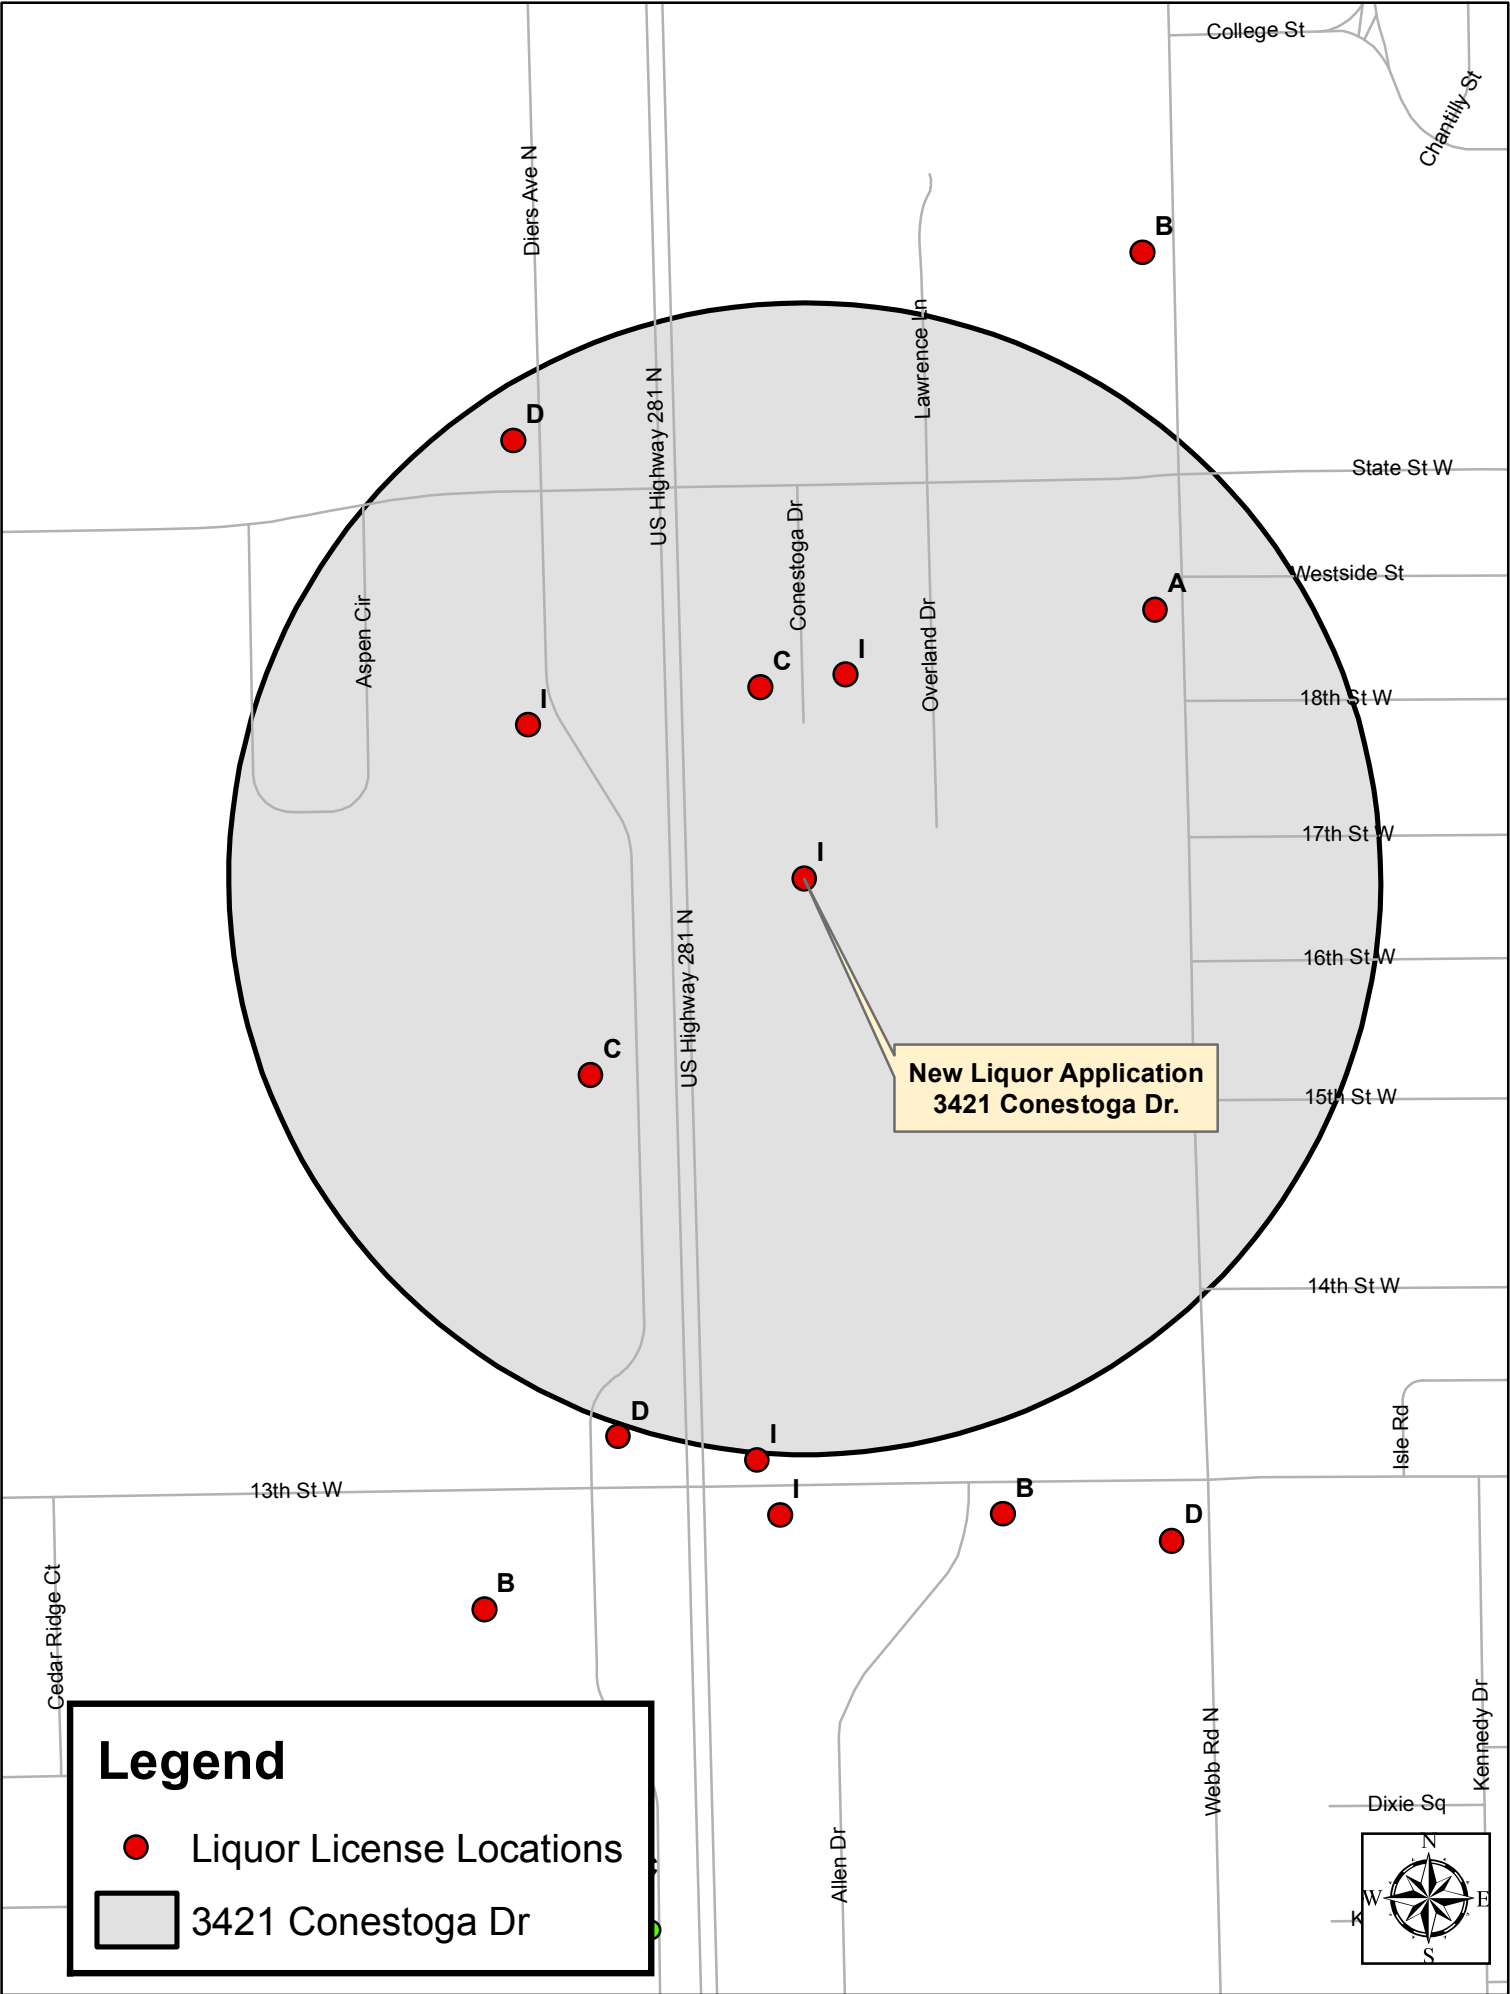 College St
Chantilly St
Diers Ave N
B
Lawrence Ln
US Highway 281 N
D
State St W
Conestoga Dr
Westside St
A
Aspen Cir
Overland Dr
C
I
I
18th St W
17th St W
I
US Highway 281 N
16th St W
C
New Liquor Application
3421 Conestoga Dr.
15th St W
14th St W
D
I
Isle Rd
13th St W
I
B
D
Cedar Ridge Ct
B
Webb Rd N
Kennedy Dr
Legend
Dixie Sq
Liquor License Locations
Allen Dr
3421 Conestoga Dr
N
W
E
S
K